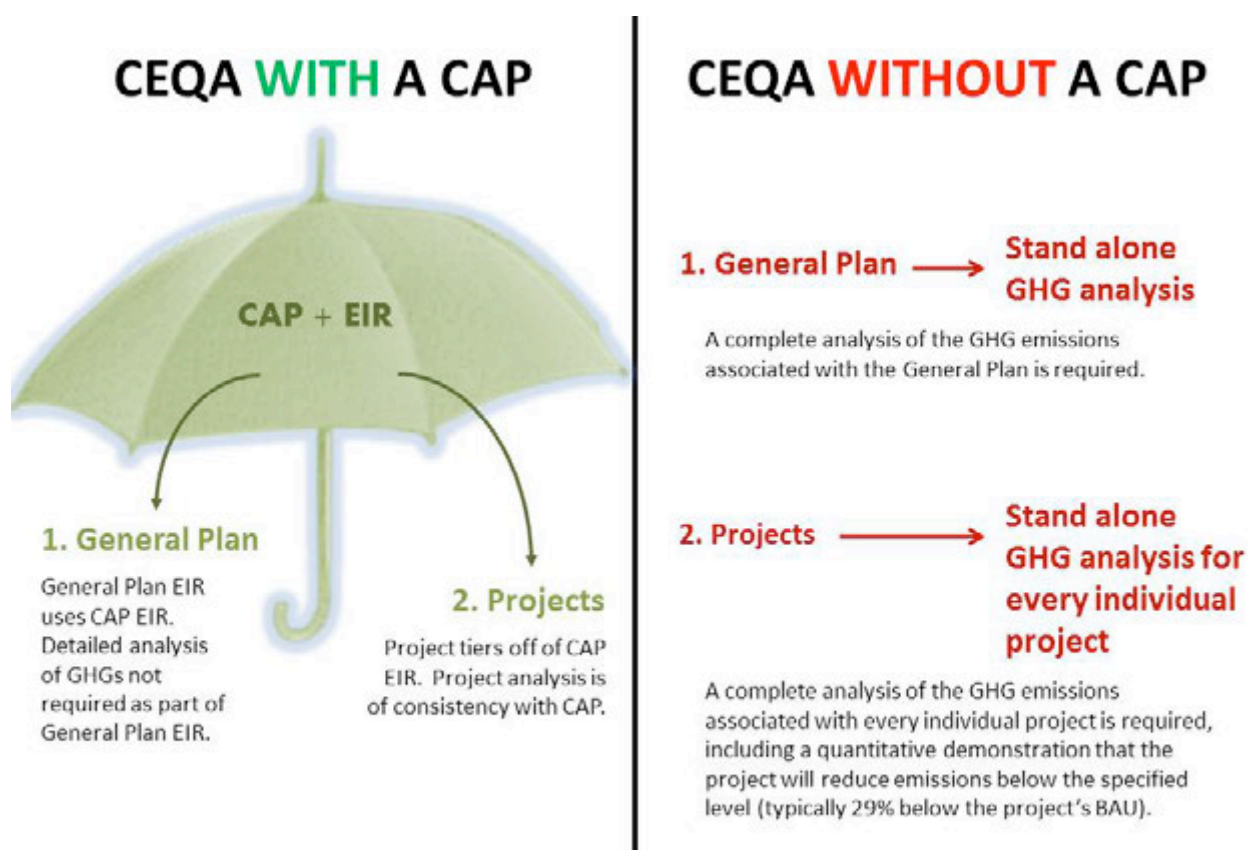 CEQA WITH A CAP
CAP + EIR
1. General Plan
General Plan EIR
uses CAP EIR.
Detailed analysis
of GHGs not
required as part of
General Plan EIR.
2. Projects
Project tiers off of CAP
EIR. Project analysis is
of consistency with CAP.
CEQA WITHOUT A CAP
1. General Plan
Stand alone
GHG analysis
A complete analysis of the GHG emissions
associated with the General Plan is required.
2. Projects
Stand alone
GHG analysis for
every individual
project
A complete analysis of the GHG emissions
associated with every individual project is required,
including a quantitative demonstration that the
project will reduce emissions below the specified
level (typically 29% below the project's BAU).